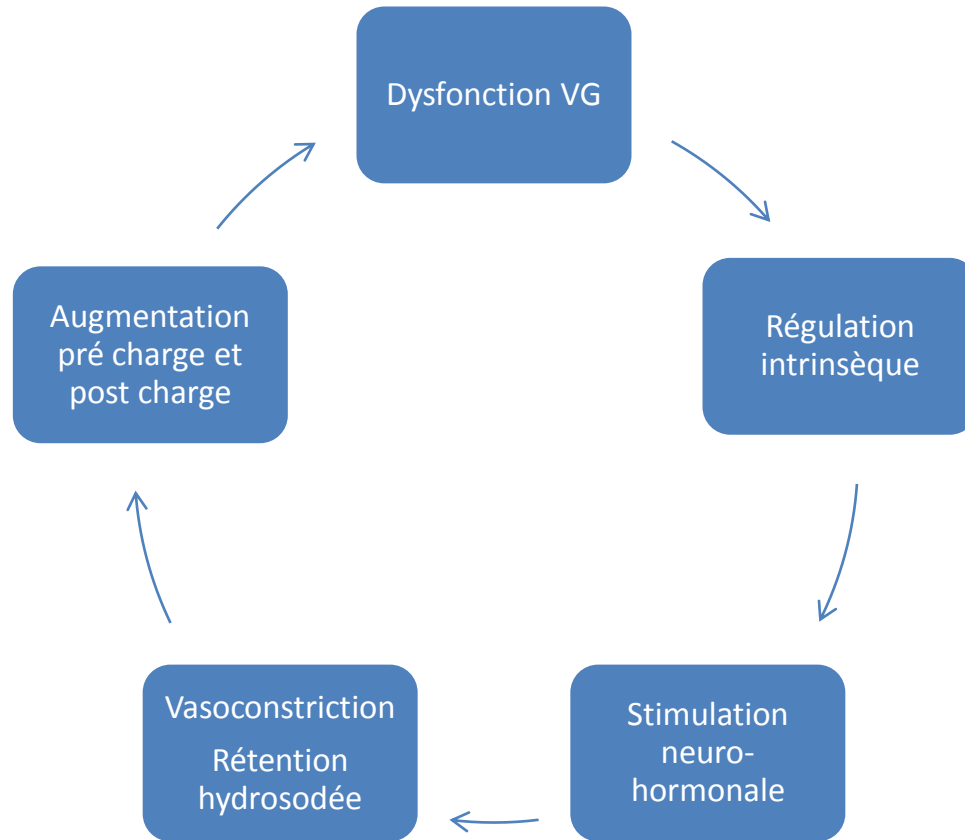 Dysfonction VG
Régulation
intrinsèque
Stimulation
neuro-
hormonale
Vasoconstriction
Rétention
hydrosodée
Augmentation
pré charge et
post charge